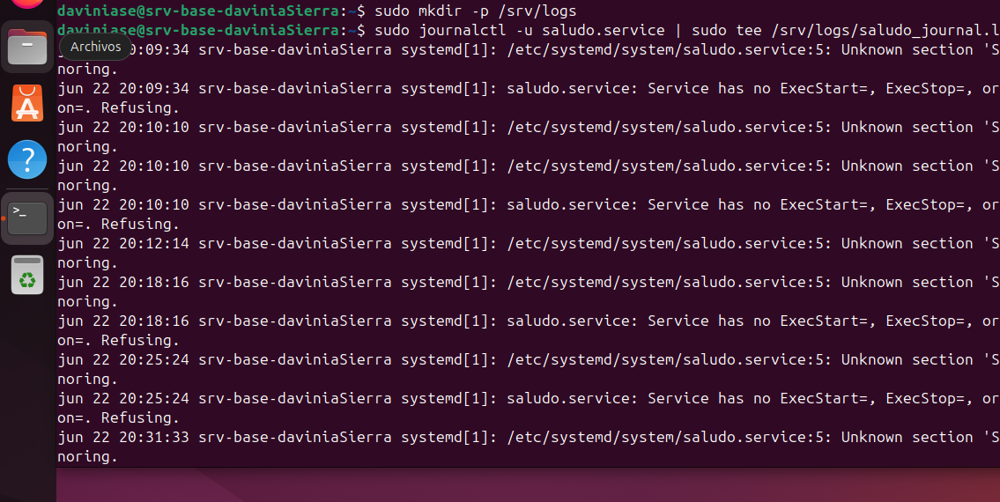 daviniase@srv-base-daviniaSierra:~$ sudo mkdir -p /srv/logs
daviniase@srv-base-daviniaSierra:~$ sudo journalctl -u saludo.service | sudo tee /srv/logs/saludo_journal.l
Archivos
0:09:34 srv-base-daviniaSierra systemd[1]: /etc/systemd/system/saludo.service:5: Unknown section 'S
noring.
jun 22 20:09:34 srv-base-daviniaSierra systemd[1]: saludo.service: Service has no ExecStart=, ExecStop=, or
on=. Refusing.
jun 22 20:10:10 srv-base-daviniaSierra systemd[1]: /etc/systemd/system/saludo.service:5: Unknown section 'S
noring.
jun 22 20:10:10 srv-base-daviniaSierra systemd[1]: /etc/systemd/system/saludo.service:5: Unknown section 'S
noring.
jun 22 20:10:10 srv-base-daviniaSierra systemd[1]: saludo.service: Service has no ExecStart=, ExecStop=, or
on=. Refusing.
jun 22 20:12:14 srv-base-daviniaSierra systemd[1]: /etc/systemd/system/saludo.service:5: Unknown section 'S
noring.
jun 22 20:18:16 srv-base-daviniaSierra systemd[1]: /etc/systemd/system/saludo.service:5: Unknown section 'S
noring.
jun 22 20:18:16 srv-base-daviniaSierra systemd[1]: saludo.service: Service has no ExecStart=, ExecStop=, or
on=. Refusing.
jun 22 20:25:24 srv-base-daviniaSierra systemd[1]: /etc/systemd/system/saludo.service:5: Unknown section 'S
noring.
jun 22 20:25:24 srv-base-daviniaSierra systemd[1]: saludo.service: Service has no ExecStart=, ExecStop=, or
on=. Refusing.
jun 22 20:31:33 srv-base-daviniaSierra systemd[1]: /etc/systemd/system/saludo.service:5: Unknown section 'S
noring.